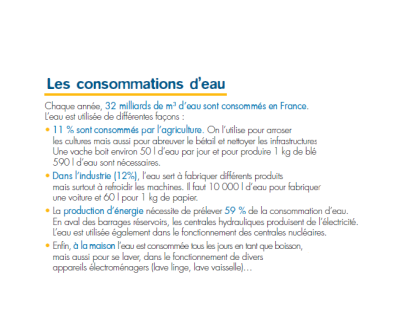 Les consommations d'eau
Chaque année, 32 milliards de m³ d'eau sont consommés en France.
L'eau est utilisée de différentes façons :
• 11 % sont consommés par l'agriculture. On l'utilise pour arroser
les cultures mais aussi pour abreuver le bétail et nettoyer les infrastructures
Une vache boit environ 50 l d'eau par jour et pour produire 1 kg de blé
590 l d'eau sont nécessaires.
• Dans l'industrie (12%), l'eau sert à fabriquer différents produits
mais surtout à refroidir les machines. Il faut 10 000 l d'eau pour fabriquer
une voiture et 60 l pour 1 kg de papier.
• La production d'énergie nécessite de prélever 59 % de la consommation d'eau.
En aval des barrages réservoirs, les centrales hydrauliques produisent de l'électricité.
L'eau est utilisée également dans le fonctionnement des centrales nucléaires.
• Enfin, à la maison l'eau est consommée tous les jours en tant que boisson,
mais aussi pour se laver, dans le fonctionnement de divers
appareils électroménagers (lave linge, lave vaisselle)...